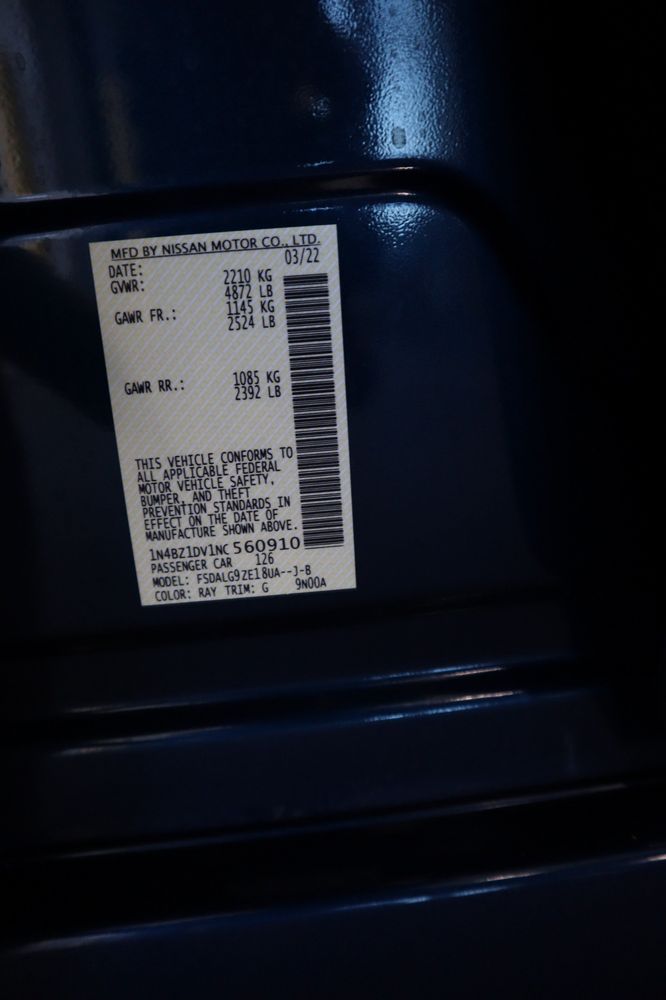 MFD BY NISSAN MOTOR CO., LTD.
DATE: 03/22
GVWR: 2210 KG
4872 LB
GAWR FR.: 1145 KG
2524 LB
GAWR RR.: 1085 KG
2392 LB
THIS VEHICLE CONFORMS TO
ALL APPLICABLE FEDERAL
MOTOR VEHICLE SAFETY,
BUMPER, AND THEFT
PREVENTION STANDARDS IN
EFFECT ON THE DATE OF
MANUFACTURE SHOWN ABOVE.
1N4BZ1DV1NC560910
PASSENGER CAR 126
MODEL: FSDALG9ZE18UA--J-B
COLOR: RAY TRIM: G 9N00A